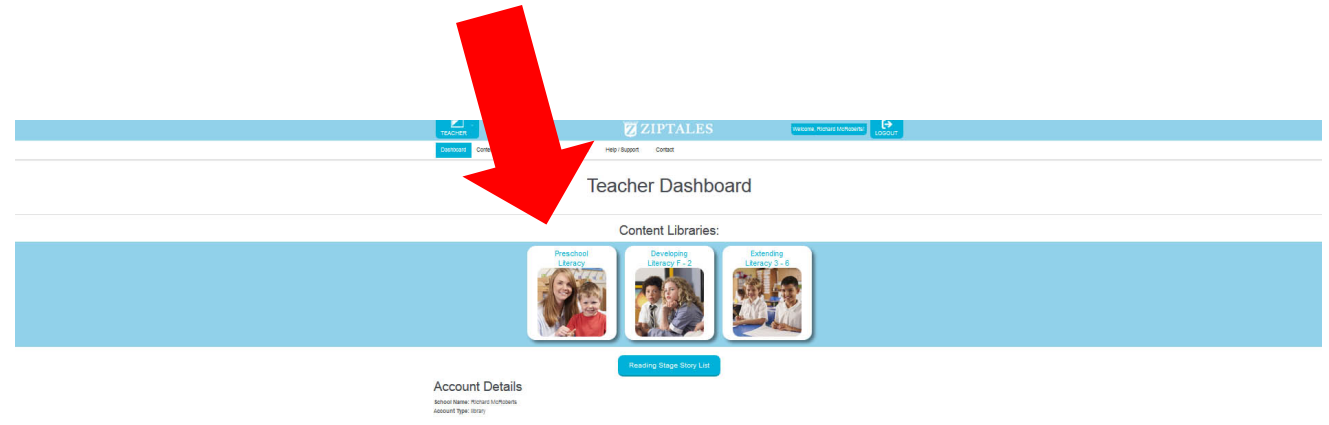 TEACHER
ZIPTALES
Welcome, Richard McRoberts!
LOGOUT
Dashboard
Help / Support
Contact
Teacher Dashboard
Content Libraries:
Preschool
Literacy
Developing
Literacy F - 2
Extending
Literacy 3 - 6
Reading Stage Story List
Account Details
School Name: Richard McRoberts
Account Type: library